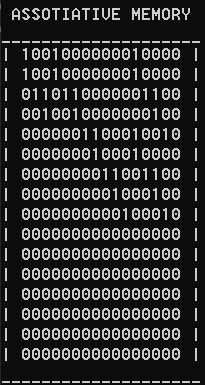 ASSOTIATIVE MEMORY
--------------------
| 1001000000010000 |
| 1001000000010000 |
| 0110110000001100 |
| 0010010000000100 |
| 0000001100010010 |
| 0000000100010000 |
| 0000000011001100 |
| 0000000001000100 |
| 0000000000100010 |
| 0000000000000000 |
| 0000000000000000 |
| 0000000000000000 |
| 0000000000000000 |
| 0000000000000000 |
| 0000000000000000 |
| 0000000000000000 |
--------------------